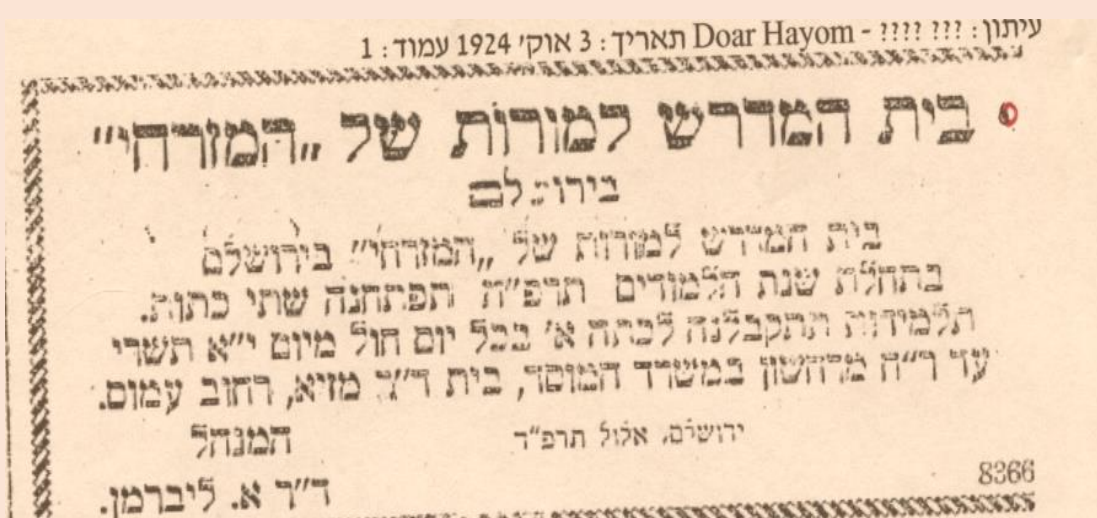 עיתון: ??? ???? - Doar Hayom תאריך: 3 אוק' 1924 עמוד: 1
בית המדרש למורות של „המזרחי"
בירושלם
בית המדרש למורות של „המזרחי" בירושלם
בתחלת שנת הלמודים תרפ"ה תפתחנה שתי כתות.
תלמידות תתקבלנה לכתה א' בכל יום חול מיום י"א תשרי
עד ר"ח מרחשון במשרד המוסד, בית ד"ר מזיא, רחוב עמוס.
ירושלם, אלול תרפ"ד
המנהל
ד"ר א. ליברמן.
8366